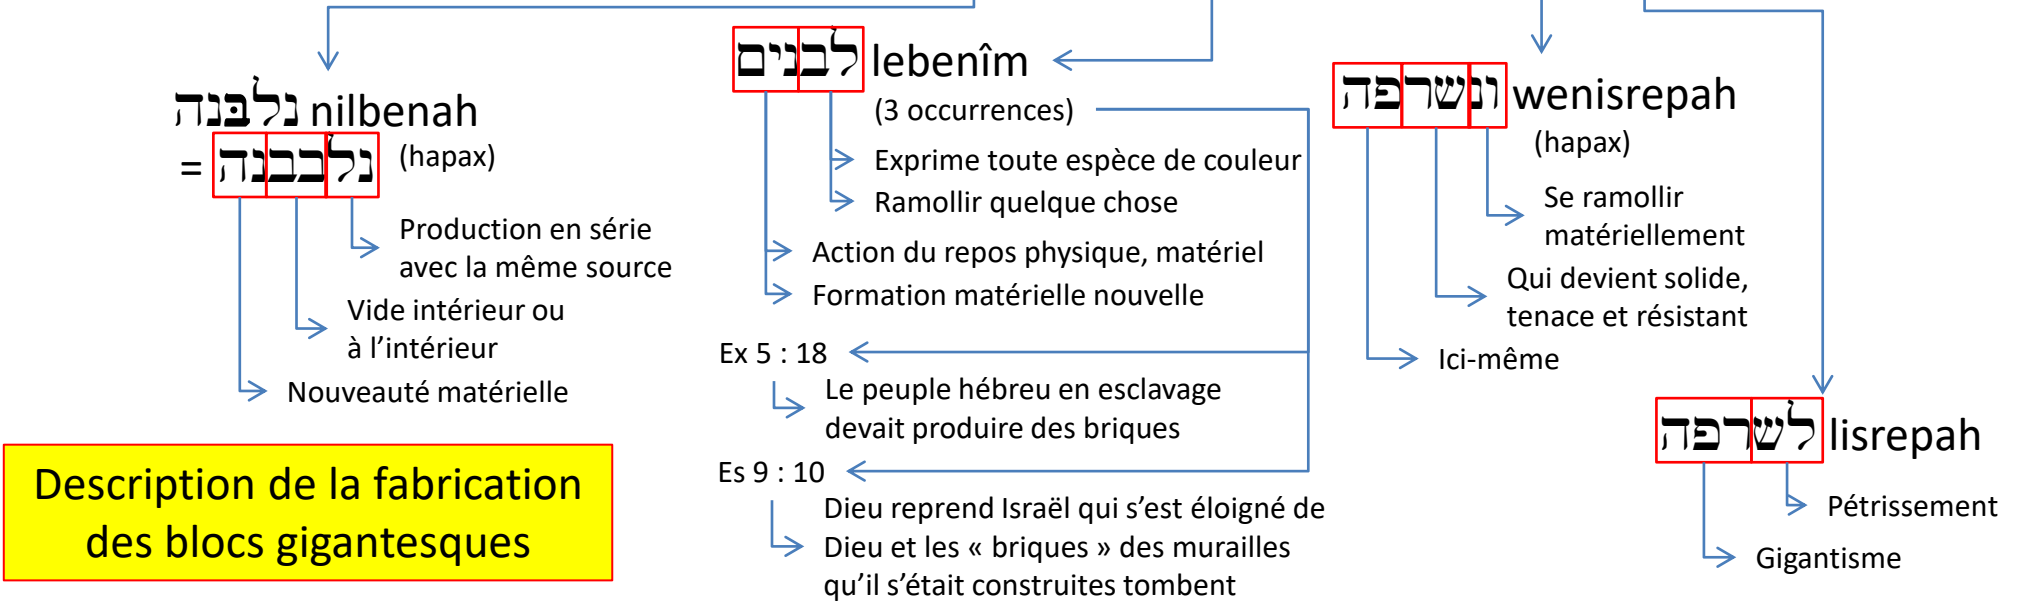 נלבּנה nilbenah
= נלבבנה (hapax)
Production en série
avec la même source
Vide intérieur ou
à l’intérieur
Nouveauté matérielle
Description de la fabrication
des blocs gigantesques
לבנים lebenîm
(3 occurrences)
Exprime toute espèce de couleur
Ramollir quelque chose
Action du repos physique, matériel
Formation matérielle nouvelle
Ex 5 : 18
Le peuple hébreu en esclavage
devait produire des briques
Es 9 : 10
Dieu reprend Israël qui s’est éloigné de
Dieu et les « briques » des murailles
qu’il s’était construites tombent
ונשרפה wenisrepah
(hapax)
Se ramollir
matériellement
Qui devient solide,
tenace et résistant
Ici-même
לשרפה lisrepah
Pétrissement
Gigantisme